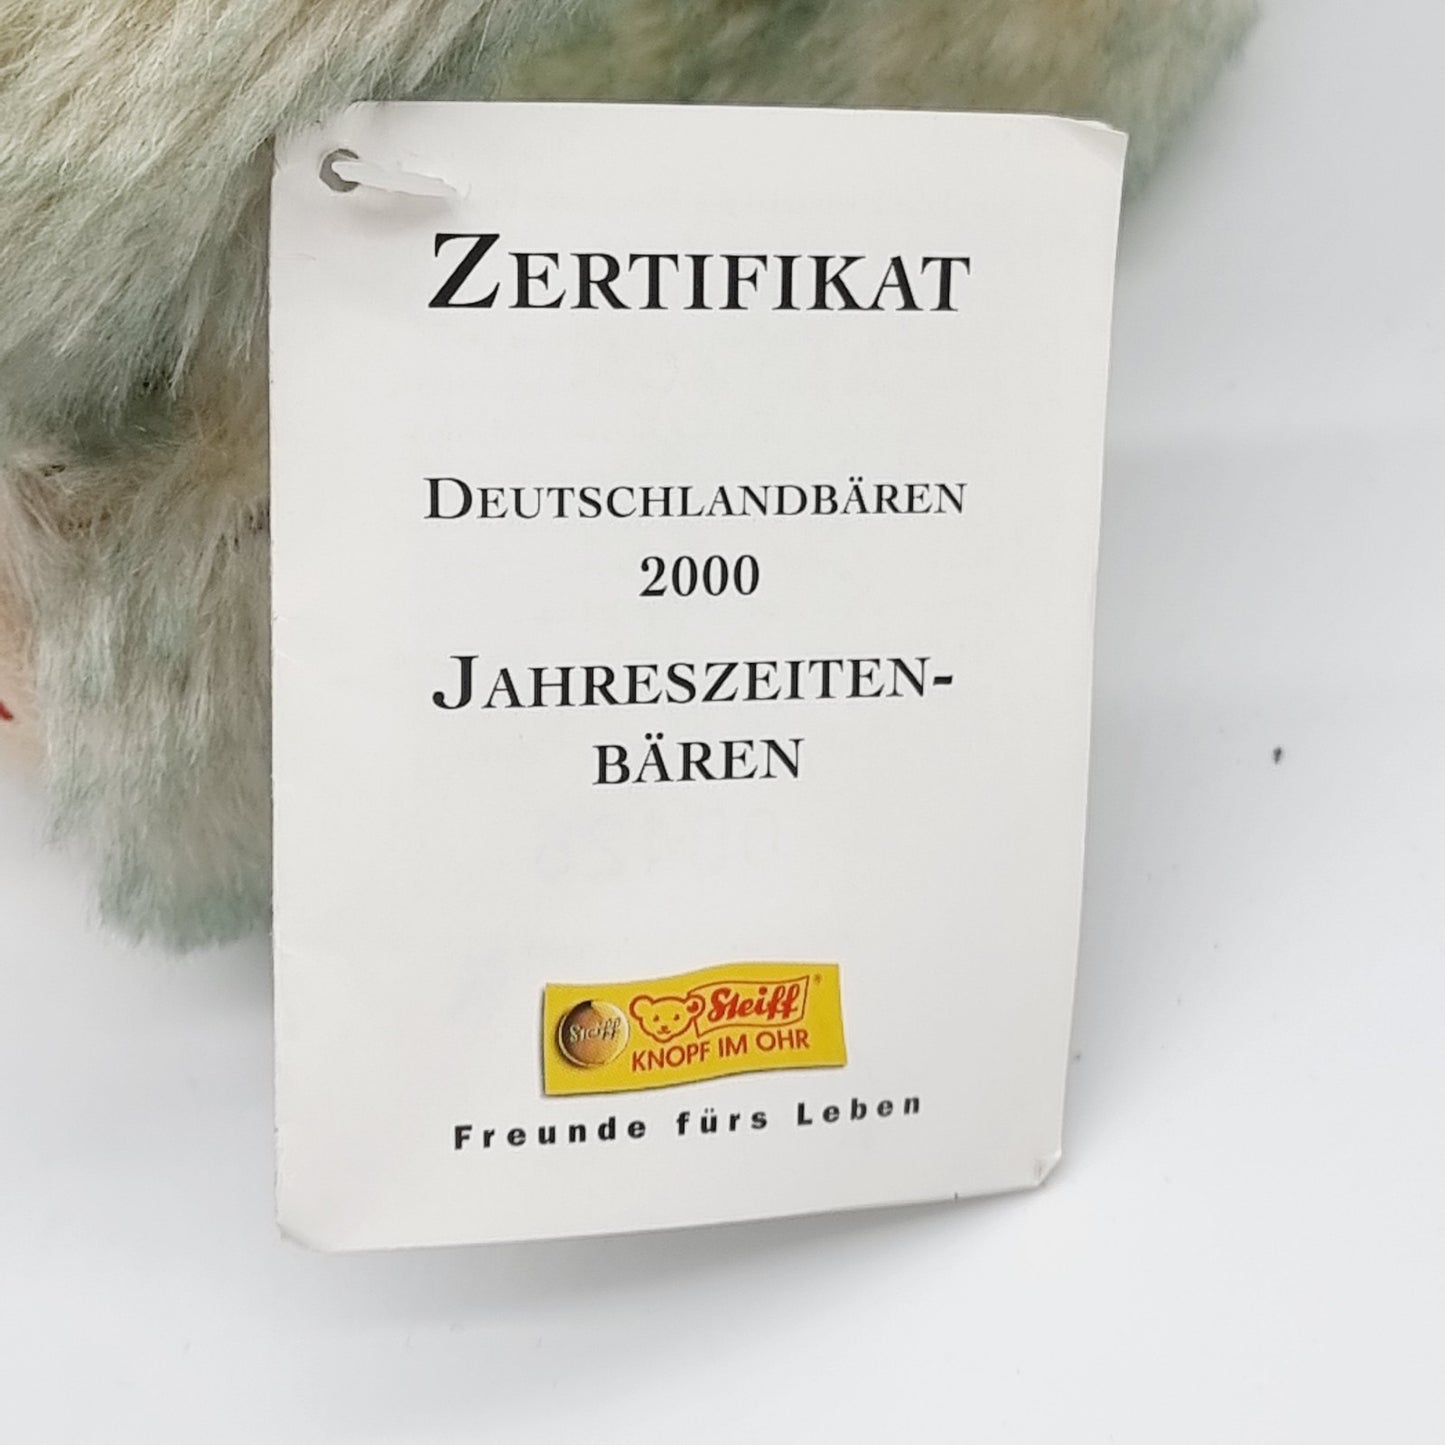 ZERTIFIKAT
DEUTSCHLANDBÄREN
2000
JAHRESZEITEN-
BÄREN
Steiff
Steiff®
KNOPF IM OHR
Freunde fürs Leben